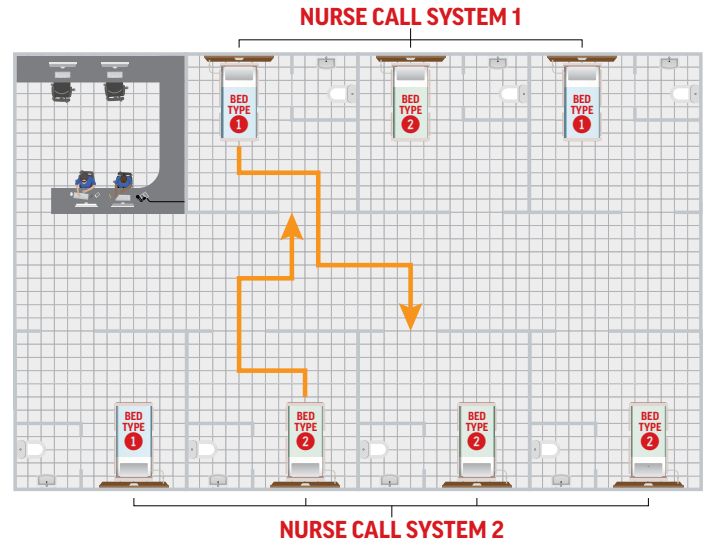 NURSE CALL SYSTEM 1
BED
TYPE
1
BED
TYPE
2
BED
TYPE
1
BED
TYPE
1
BED
TYPE
2
BED
TYPE
2
BED
TYPE
2
NURSE CALL SYSTEM 2